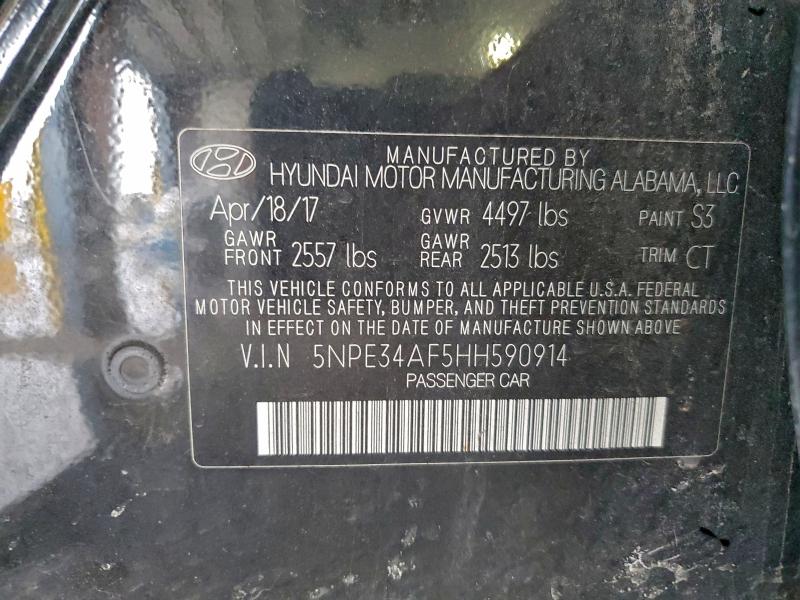 MANUFACTURED BY
HYUNDAI MOTOR MANUFACTURING ALABAMA, LLC
Apr/18/17 GVWR 4497 lbs PAINT S3
GAWR FRONT 2557 lbs GAWR REAR 2513 lbs TRIM CT
THIS VEHICLE CONFORMS TO ALL APPLICABLE U.S.A. FEDERAL
MOTOR VEHICLE SAFETY, BUMPER, AND THEFT PREVENTION STANDARDS
IN EFFECT ON THE DATE OF MANUFACTURE SHOWN ABOVE
V.I.N 5NPE34AF5HH590914
PASSENGER CAR